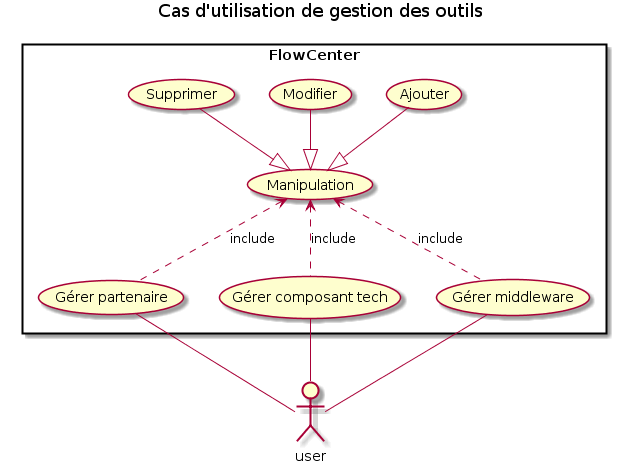 Cas d'utilisation de gestion des outils
FlowCenter
Supprimer
Modifier
Ajouter
Manipulation
include
include
include
Gérer partenaire
Gérer composant tech
Gérer middleware
user